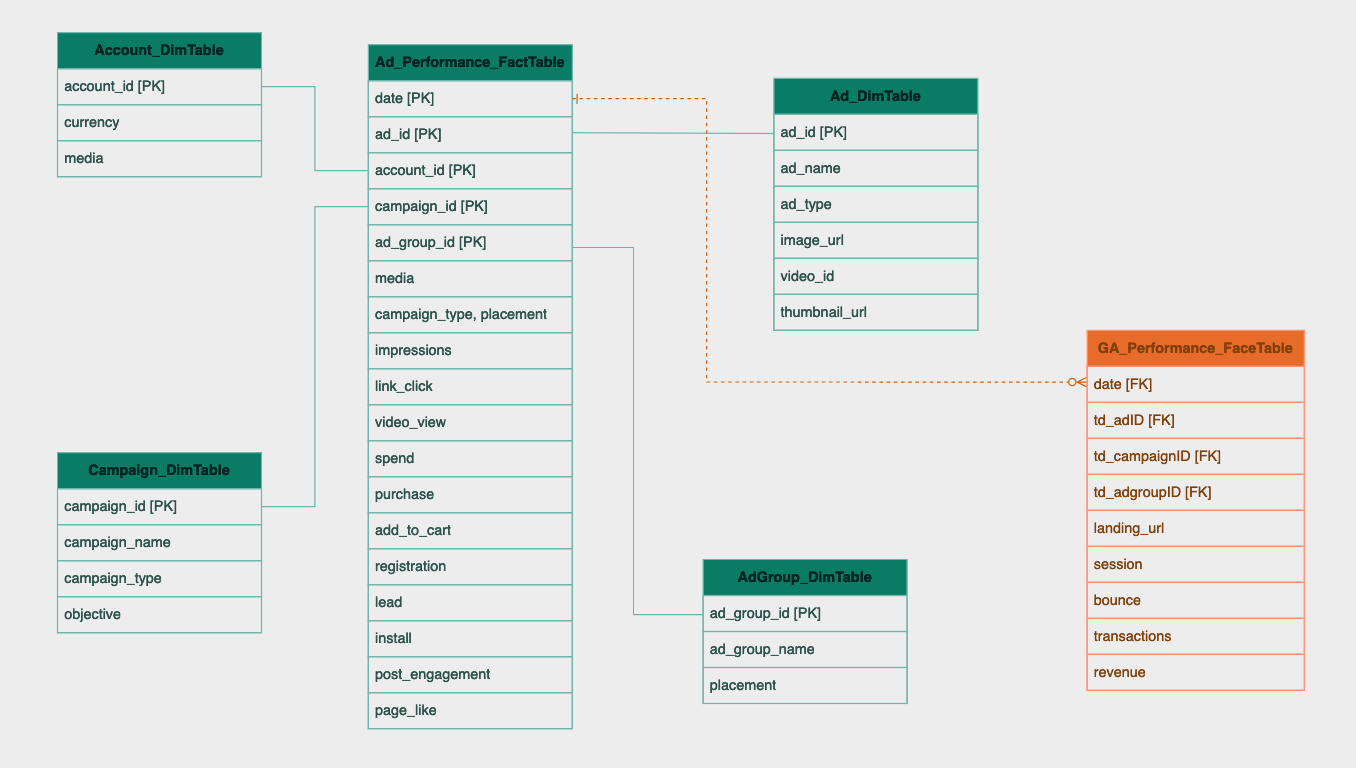 Account_DimTable
account_id [PK]
currency
media
Ad_Performance_FactTable
date [PK]
ad_id [PK]
account_id [PK]
campaign_id [PK]
ad_group_id [PK]
media
campaign_type, placement
impressions
link_click
video_view
spend
purchase
add_to_cart
registration
lead
install
post_engagement
page_like
Ad_DimTable
ad_id [PK]
ad_name
ad_type
image_url
video_id
thumbnail_url
GA_Performance_FaceTable
date [FK]
td_adID [FK]
td_campaignID [FK]
td_adgroupID [FK]
landing_url
session
bounce
transactions
revenue
Campaign_DimTable
campaign_id [PK]
campaign_name
campaign_type
objective
AdGroup_DimTable
ad_group_id [PK]
ad_group_name
placement